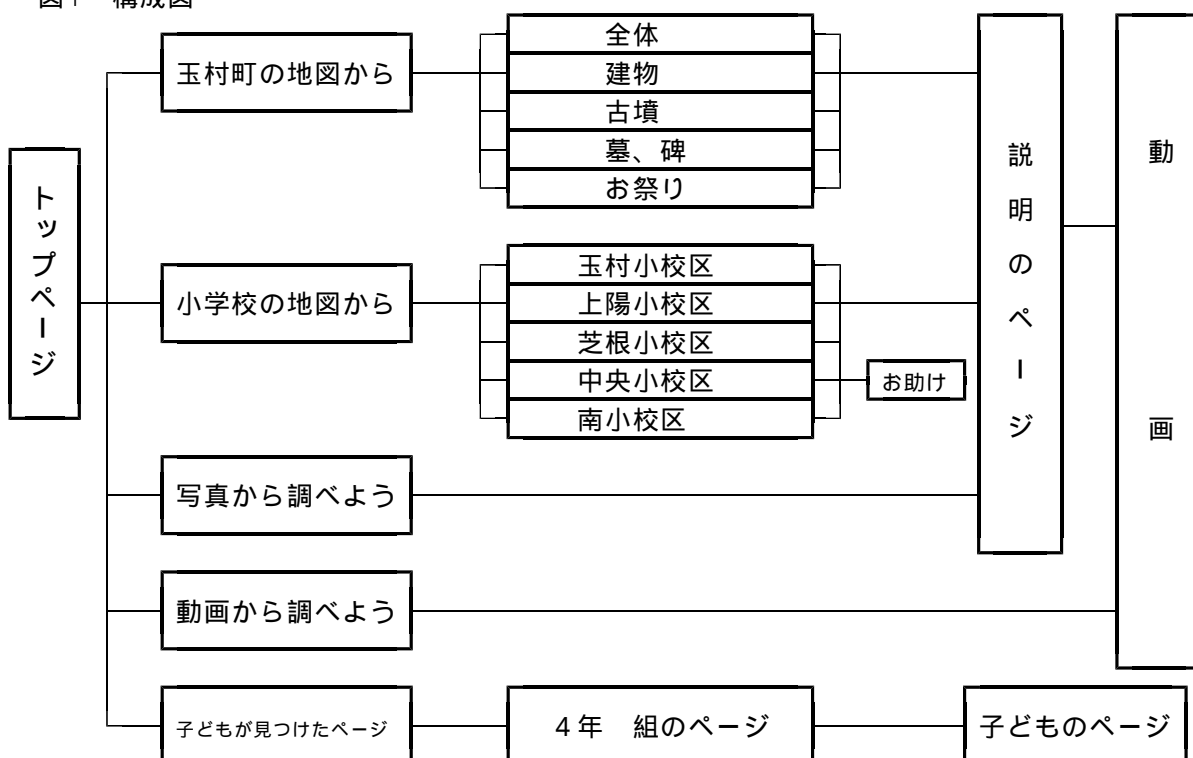 図1 構成図
トップページ
玉村町の地図から
全体
建物
古墳
墓、碑
お祭り
小学校の地図から
玉村小校区
上陽小校区
芝根小校区
中央小校区
南小校区
お助け
写真から調べよう
動画から調べよう
子どもが見つけたページ
4年 組のページ
子どものページ
説明のページ
動画